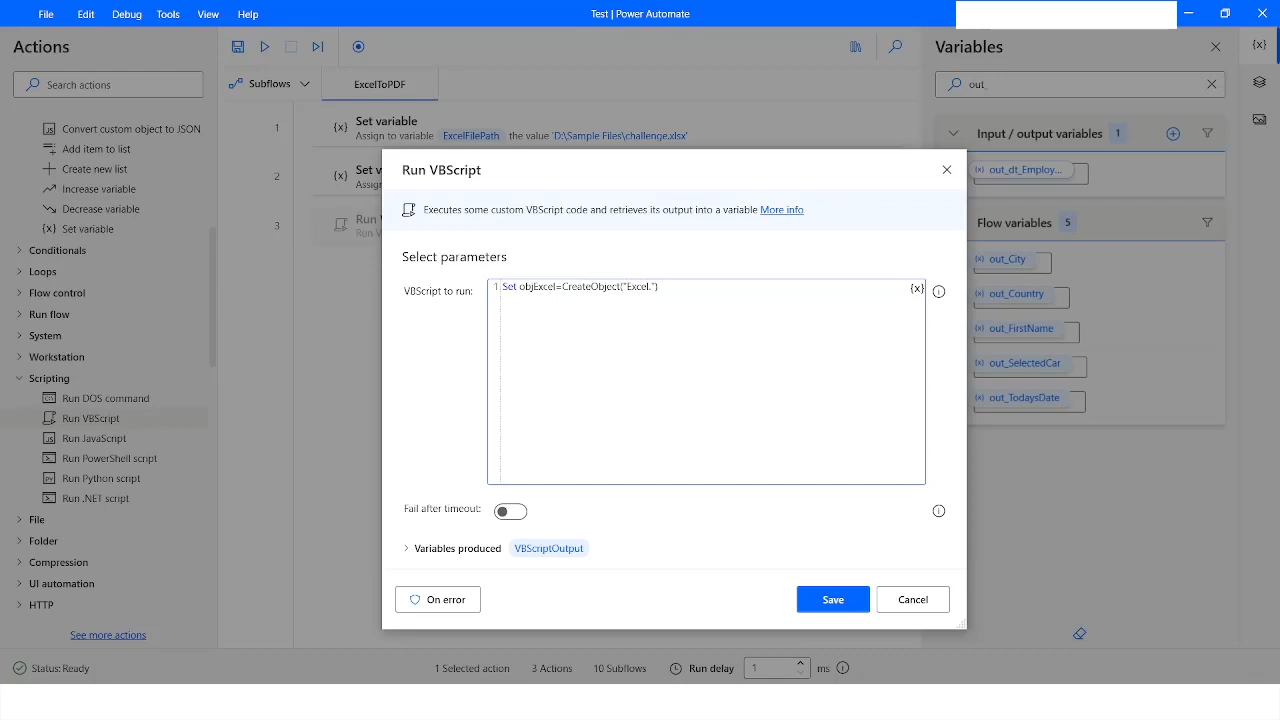 File Edit Debug Tools View Help
Test | Power Automate
Actions
Search actions
Convert custom object to JSON
Add item to list
Create new list
Increase variable
Decrease variable
{x} Set variable
Conditionals
Loops
Flow control
Run flow
System
Workstation
Scripting
Run DOS command
Run VBScript
Run JavaScript
Run PowerShell script
Run Python script
Run .NET script
File
Folder
Compression
UI automation
HTTP
See more actions
Subflows
ExcelToPDF
1
{x} Set variable
Assign to variable ExcelFilePath the value 'D:\Sample Files\challenge.xlsx'
2
{x} Set v
Assig
3
Run V
Run V
Run VBScript
Executes some custom VBScript code and retrieves its output into a variable More info
Select parameters
VBScript to run:
1 Set objExcel=CreateObject("Excel.")
{x}
Fail after timeout:
Variables produced VBScriptOutput
On error
Save
Cancel
Variables
{x}
out_
Input / output variables 1
{x} out_dt_Employ...
Flow variables 5
{x} out_City
{x} out_Country
{x} out_FirstName
{x} out_SelectedCar
{x} out_TodaysDate
Status: Ready
1 Selected action
3 Actions
10 Subflows
Run delay 1 ms